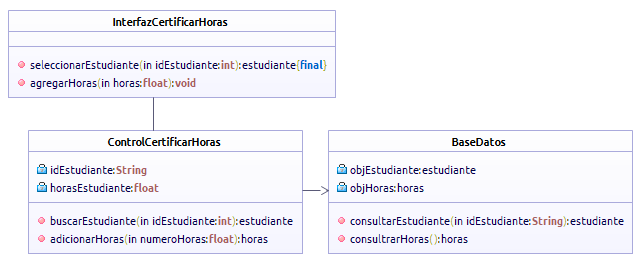 InterfazCertificarHoras
seleccionarEstudiante(in idEstudiante:int):estudiante{final}
agregarHoras(in horas:float):void
ControlCertificarHoras
idEstudiante:String
horasEstudiante:float
buscarEstudiante(in idEstudiante:int):estudiante
adicionarHoras(in numeroHoras:float):horas
BaseDatos
objEstudiante:estudiante
objHoras:horas
consultarEstudiante(in idEstudiante:String):estudiante
consultrarHoras():horas